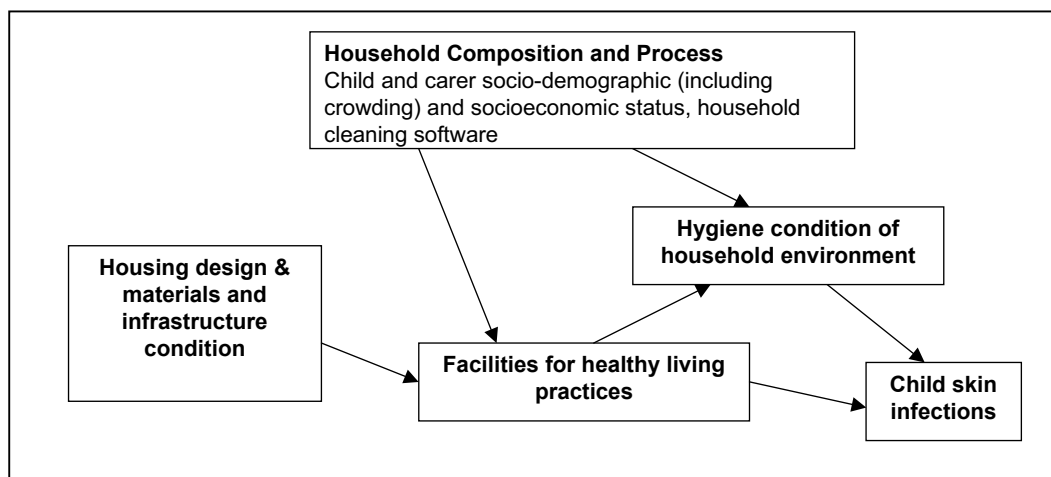 Household Composition and Process
Child and carer socio-demographic (including
crowding) and socioeconomic status, household
cleaning software
Hygiene condition of
household environment
Housing design &
materials and
infrastructure
condition
Facilities for healthy living
practices
Child skin
infections